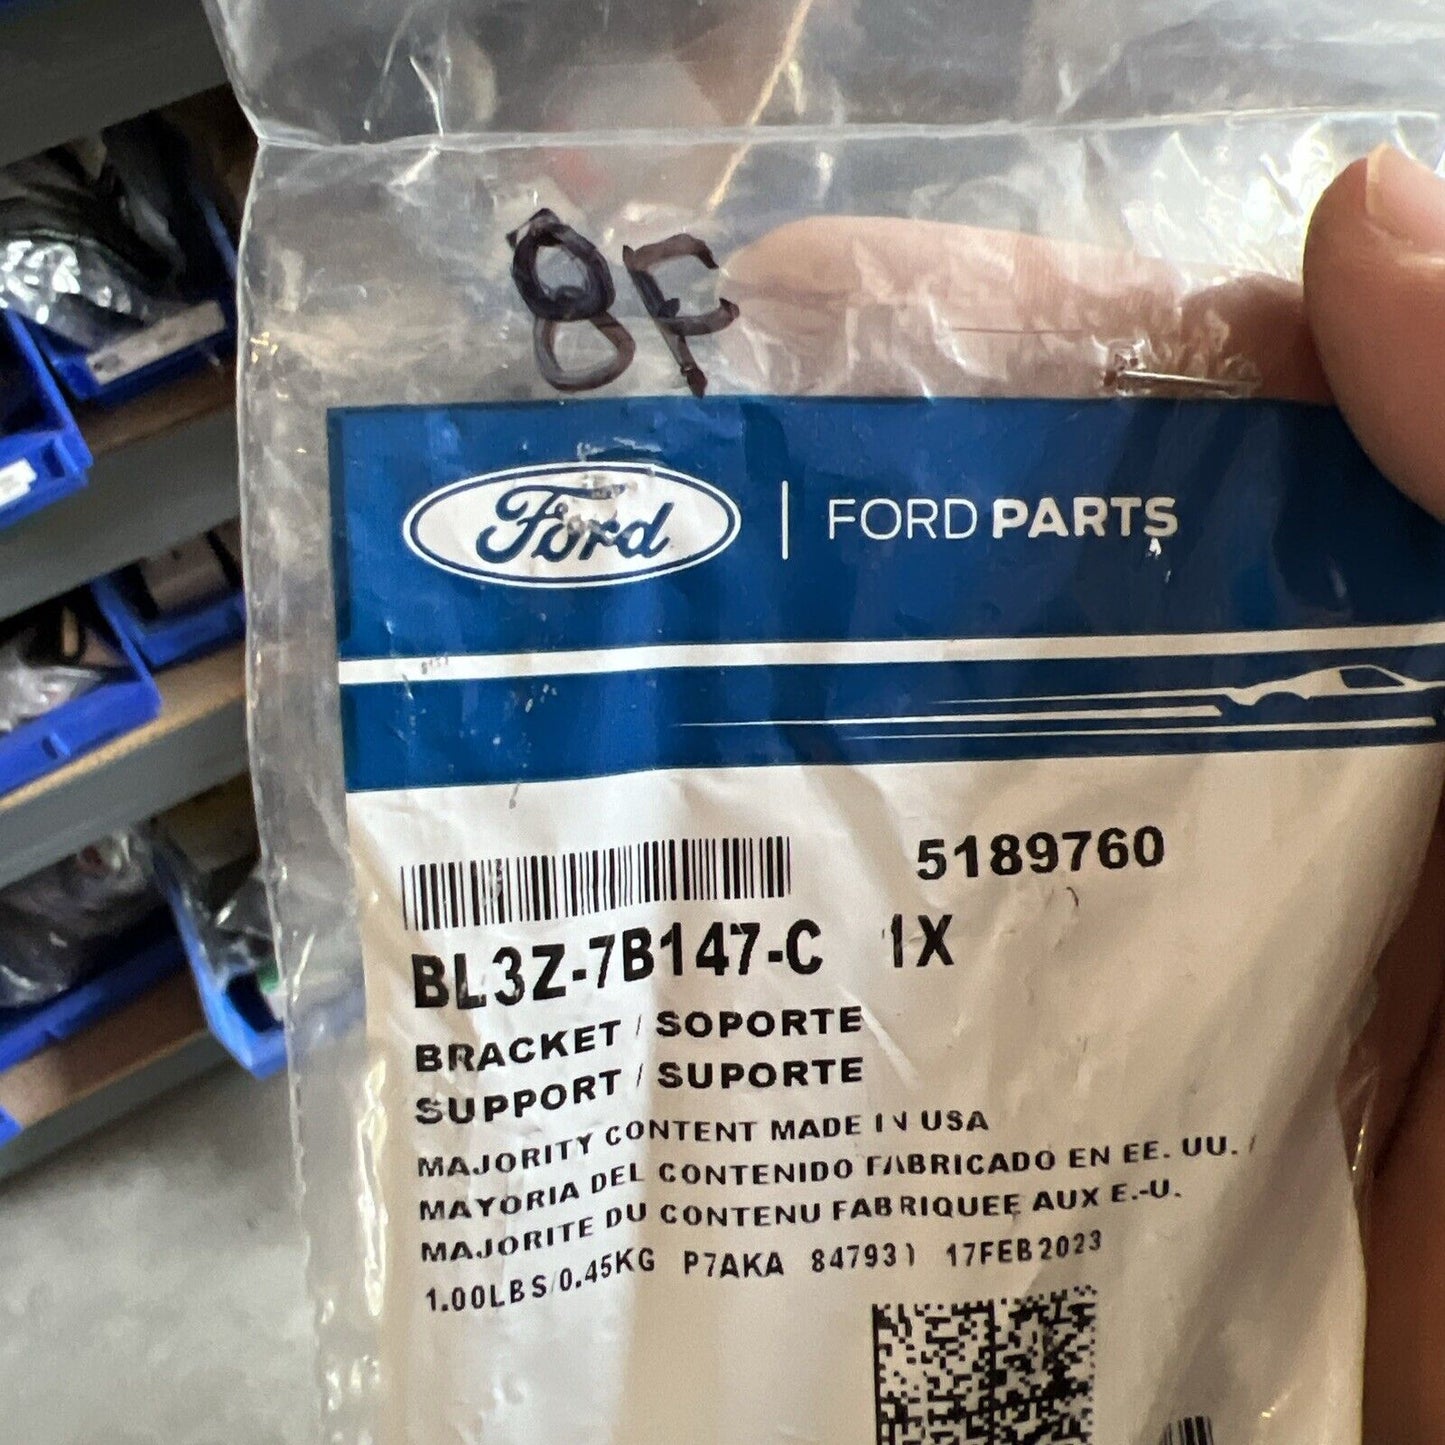 8F
Ford | FORD PARTS
5189760
BL3Z-7B147-C 1X
BRACKET / SOPORTE
SUPPORT / SUPORTE
MAJORITY CONTENT MADE IN USA
MAYORIA DEL CONTENIDO FABRICADO EN EE. UU. /
MAJORITE DU CONTENU FABRIQUEE AUX E.-U.
1.00LBS/0.45KG P7AKA 847931 17FEB2023